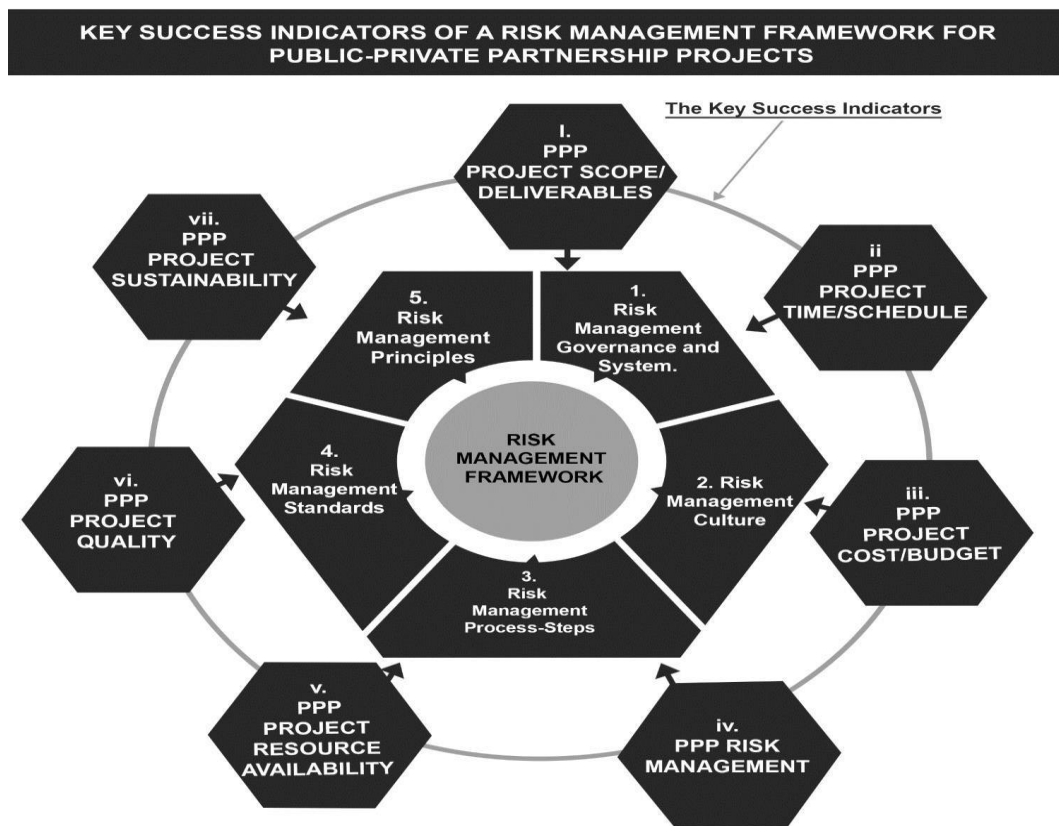 KEY SUCCESS INDICATORS OF A RISK MANAGEMENT FRAMEWORK FOR
PUBLIC-PRIVATE PARTNERSHIP PROJECTS
The Key Success Indicators
I.
PPP
PROJECT SCOPE/
DELIVERABLES
ii
PPP
PROJECT
TIME/SCHEDULE
iii.
PPP
PROJECT
COST/BUDGET
iv.
PPP RISK
MANAGEMENT
v.
PPP
PROJECT
RESOURCE
AVAILABILITY
vi.
PPP
PROJECT
QUALITY
vii.
PPP
PROJECT
SUSTAINABILITY
1.
Risk
Management
Governance and
System.
2. Risk
Management
Culture
3.
Risk
Management
Process-Steps
4.
Risk
Management
Standards
5.
Risk
Management
Principles
RISK
MANAGEMENT
FRAMEWORK